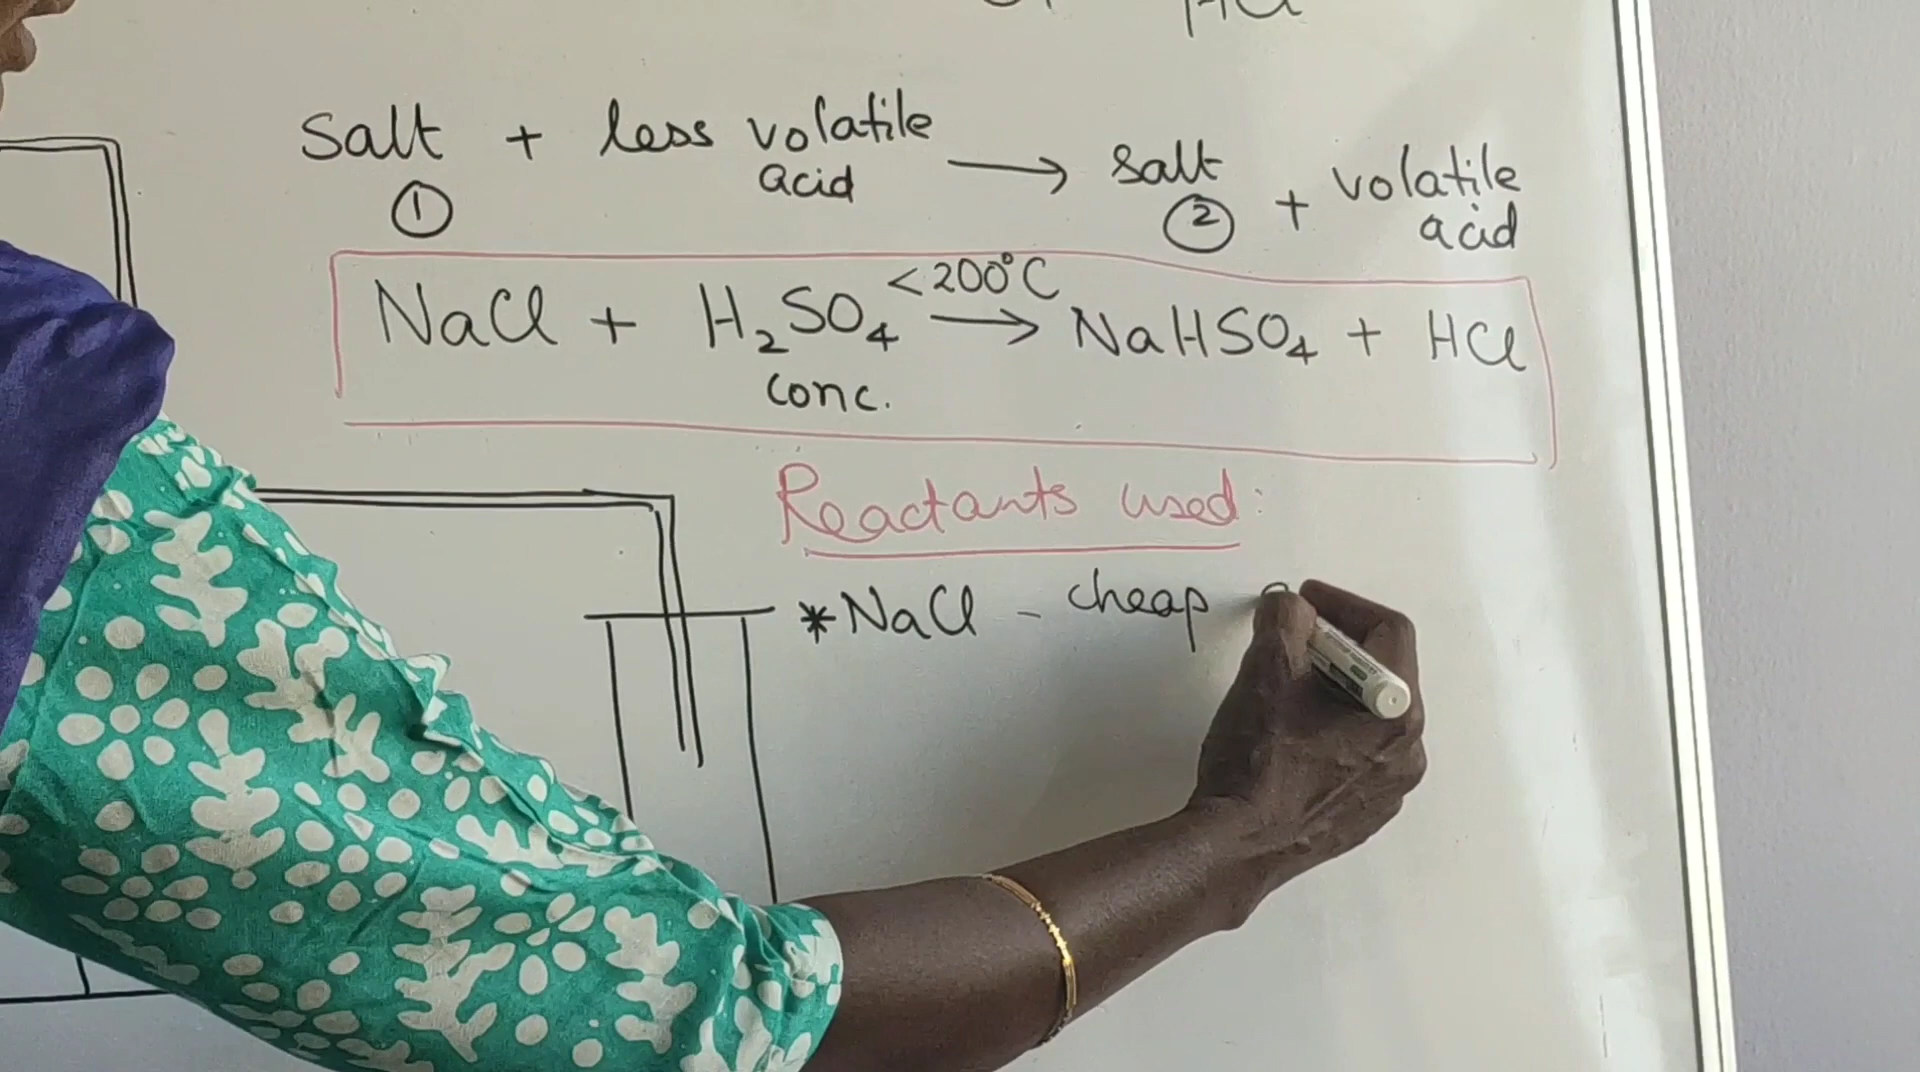 HCl
Salt + less volatile acid → salt + volatile acid
① ②
NaCl + H₂SO₄ <200°C → NaHSO₄ + HCl
conc.
Reactants used:
*NaCl - cheap